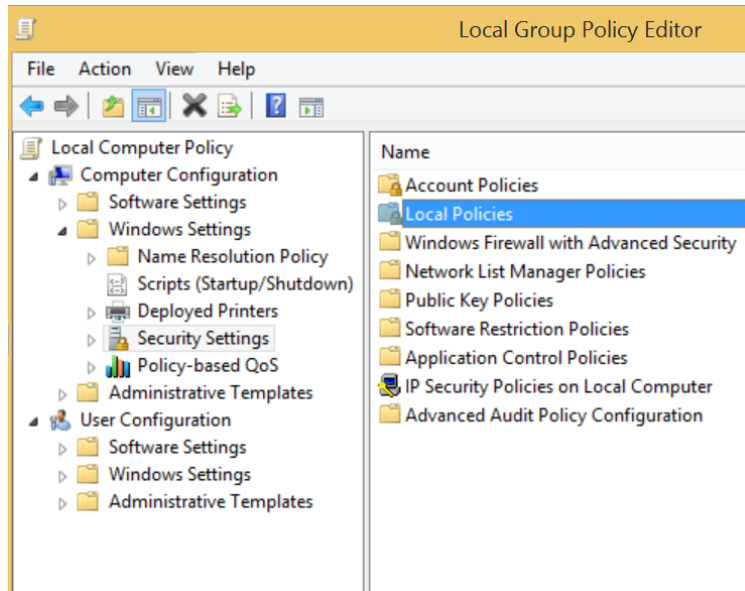 Local Group Policy Editor
File Action View Help
Local Computer Policy
Computer Configuration
Software Settings
Windows Settings
Name Resolution Policy
Scripts (Startup/Shutdown)
Deployed Printers
Security Settings
Policy-based QoS
Administrative Templates
User Configuration
Software Settings
Windows Settings
Administrative Templates
Name
Account Policies
Local Policies
Windows Firewall with Advanced Security
Network List Manager Policies
Public Key Policies
Software Restriction Policies
Application Control Policies
IP Security Policies on Local Computer
Advanced Audit Policy Configuration